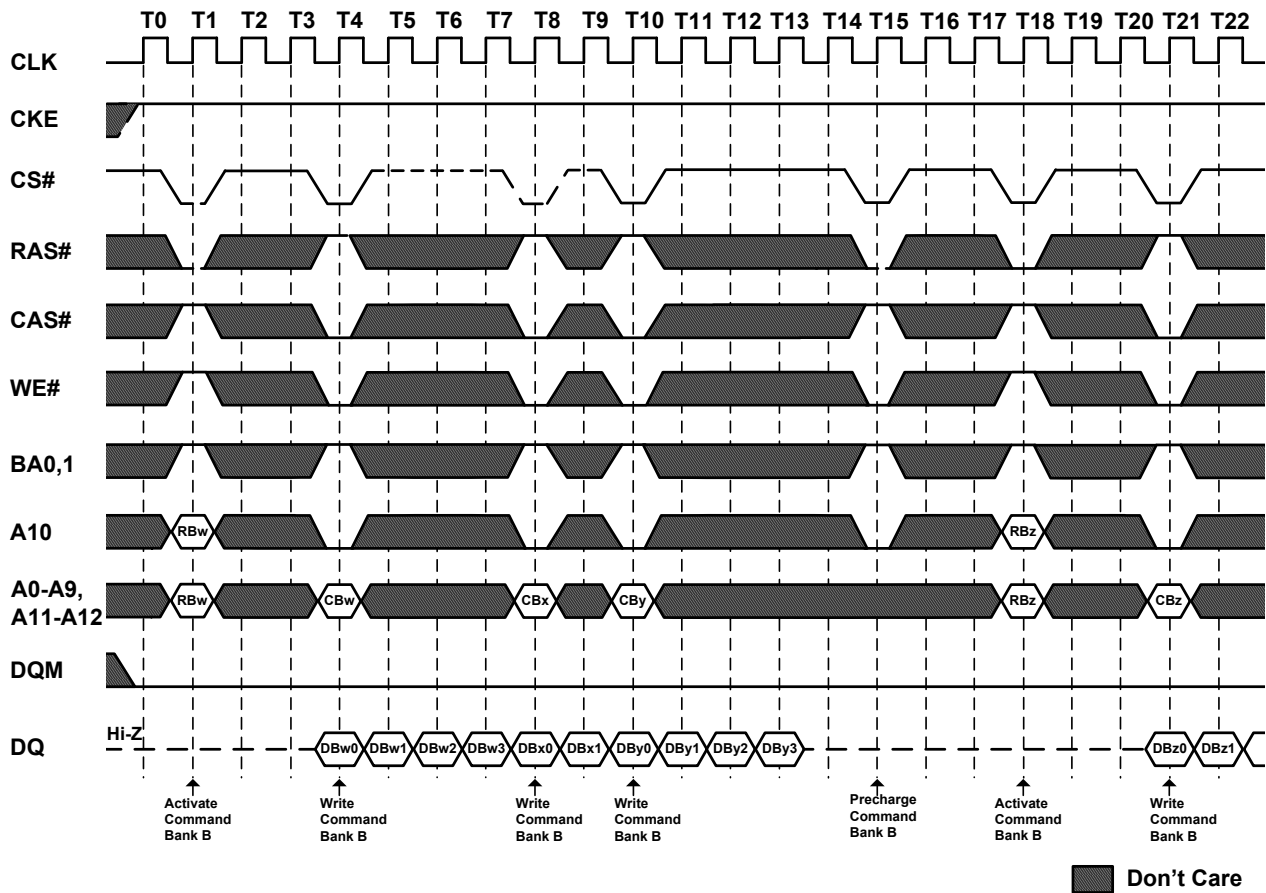 T0 T1 T2 T3 T4 T5 T6 T7 T8 T9 T10 T11 T12 T13 T14 T15 T16 T17 T18 T19 T20 T21 T22
CLK
CKE
CS#
RAS#
CAS#
WE#
BA0,1
A10 RBw RBz
A0-A9,
A11-A12 RBw CBw CBx CBy RBz CBz
DQM
Hi-Z
DQ DBw0 DBw1 DBw2 DBw3 DBx0 DBx1 DBy0 DBy1 DBy2 DBy3 DBz0 DBz1
Activate
Command
Bank B
Write
Command
Bank B
Write
Command
Bank B
Write
Command
Bank B
Precharge
Command
Bank B
Activate
Command
Bank B
Write
Command
Bank B
Don't Care